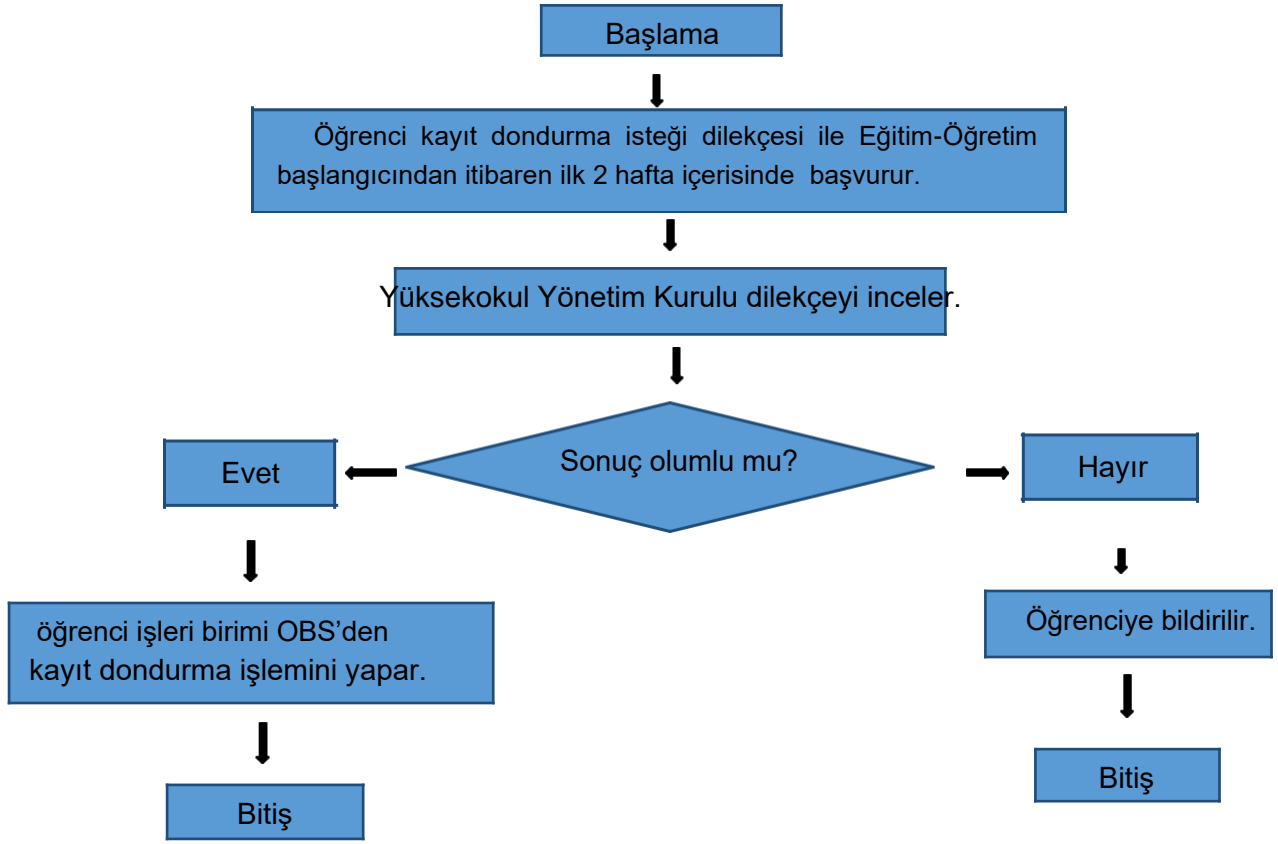 Başlama
Öğrenci kayıt dondurma isteği dilekçesi ile Eğitim-Öğretim
başlangıcından itibaren ilk 2 hafta içerisinde başvurur.
Yüksekokul Yönetim Kurulu dilekçeyi inceler.
Sonuç olumlu mu?
Evet
Hayır
öğrenci işleri birimi OBS’den
kayıt dondurma işlemini yapar.
Öğrenciye bildirilir.
Bitiş
Bitiş